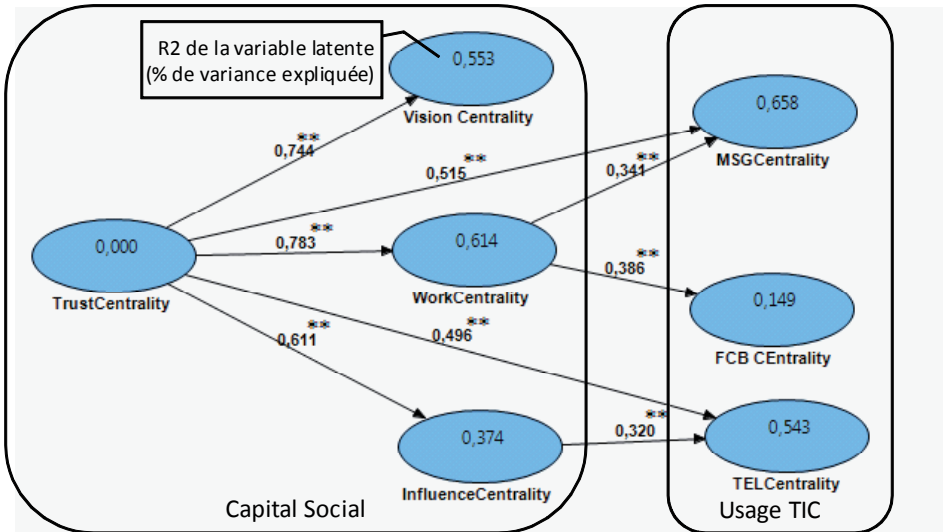 R2 de la variable latente
(% de variance expliquée)
0,553
Vision Centrality
0,658
MSGCentrality
**
0,744
**
0,515
**
0,341
0,000
TrustCentrality
**
0,783
0,614
WorkCentrality
**
0,386
0,149
FCB CEntrality
**
0,611
**
0,496
0,374
InfluenceCentrality
**
0,320
0,543
TELCentrality
Capital Social
Usage TIC